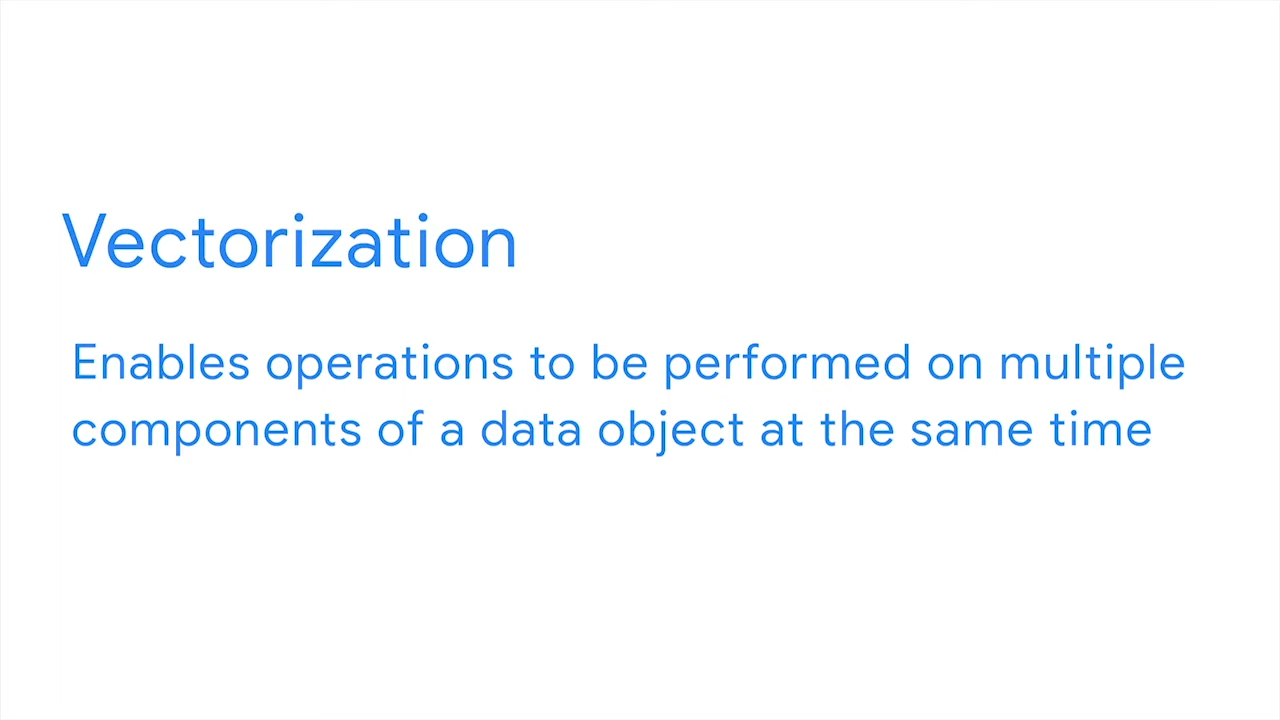 Vectorization
Enables operations to be performed on multiple
components of a data object at the same time